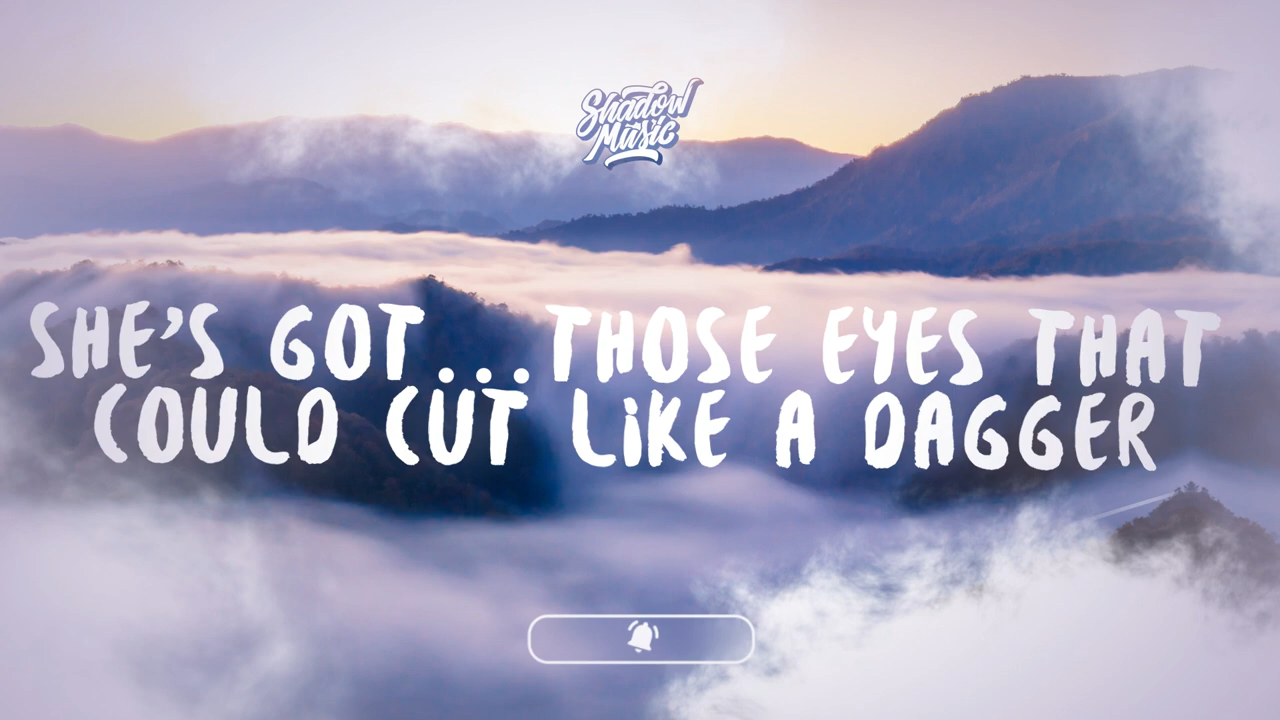 Shadow
Music
SHE'S GOT... THOSE EYES THAT
COULD CUT LIKE A DAGGER